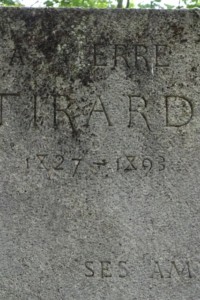 A PIERRE
TIRARD
1827-1893
SES AM